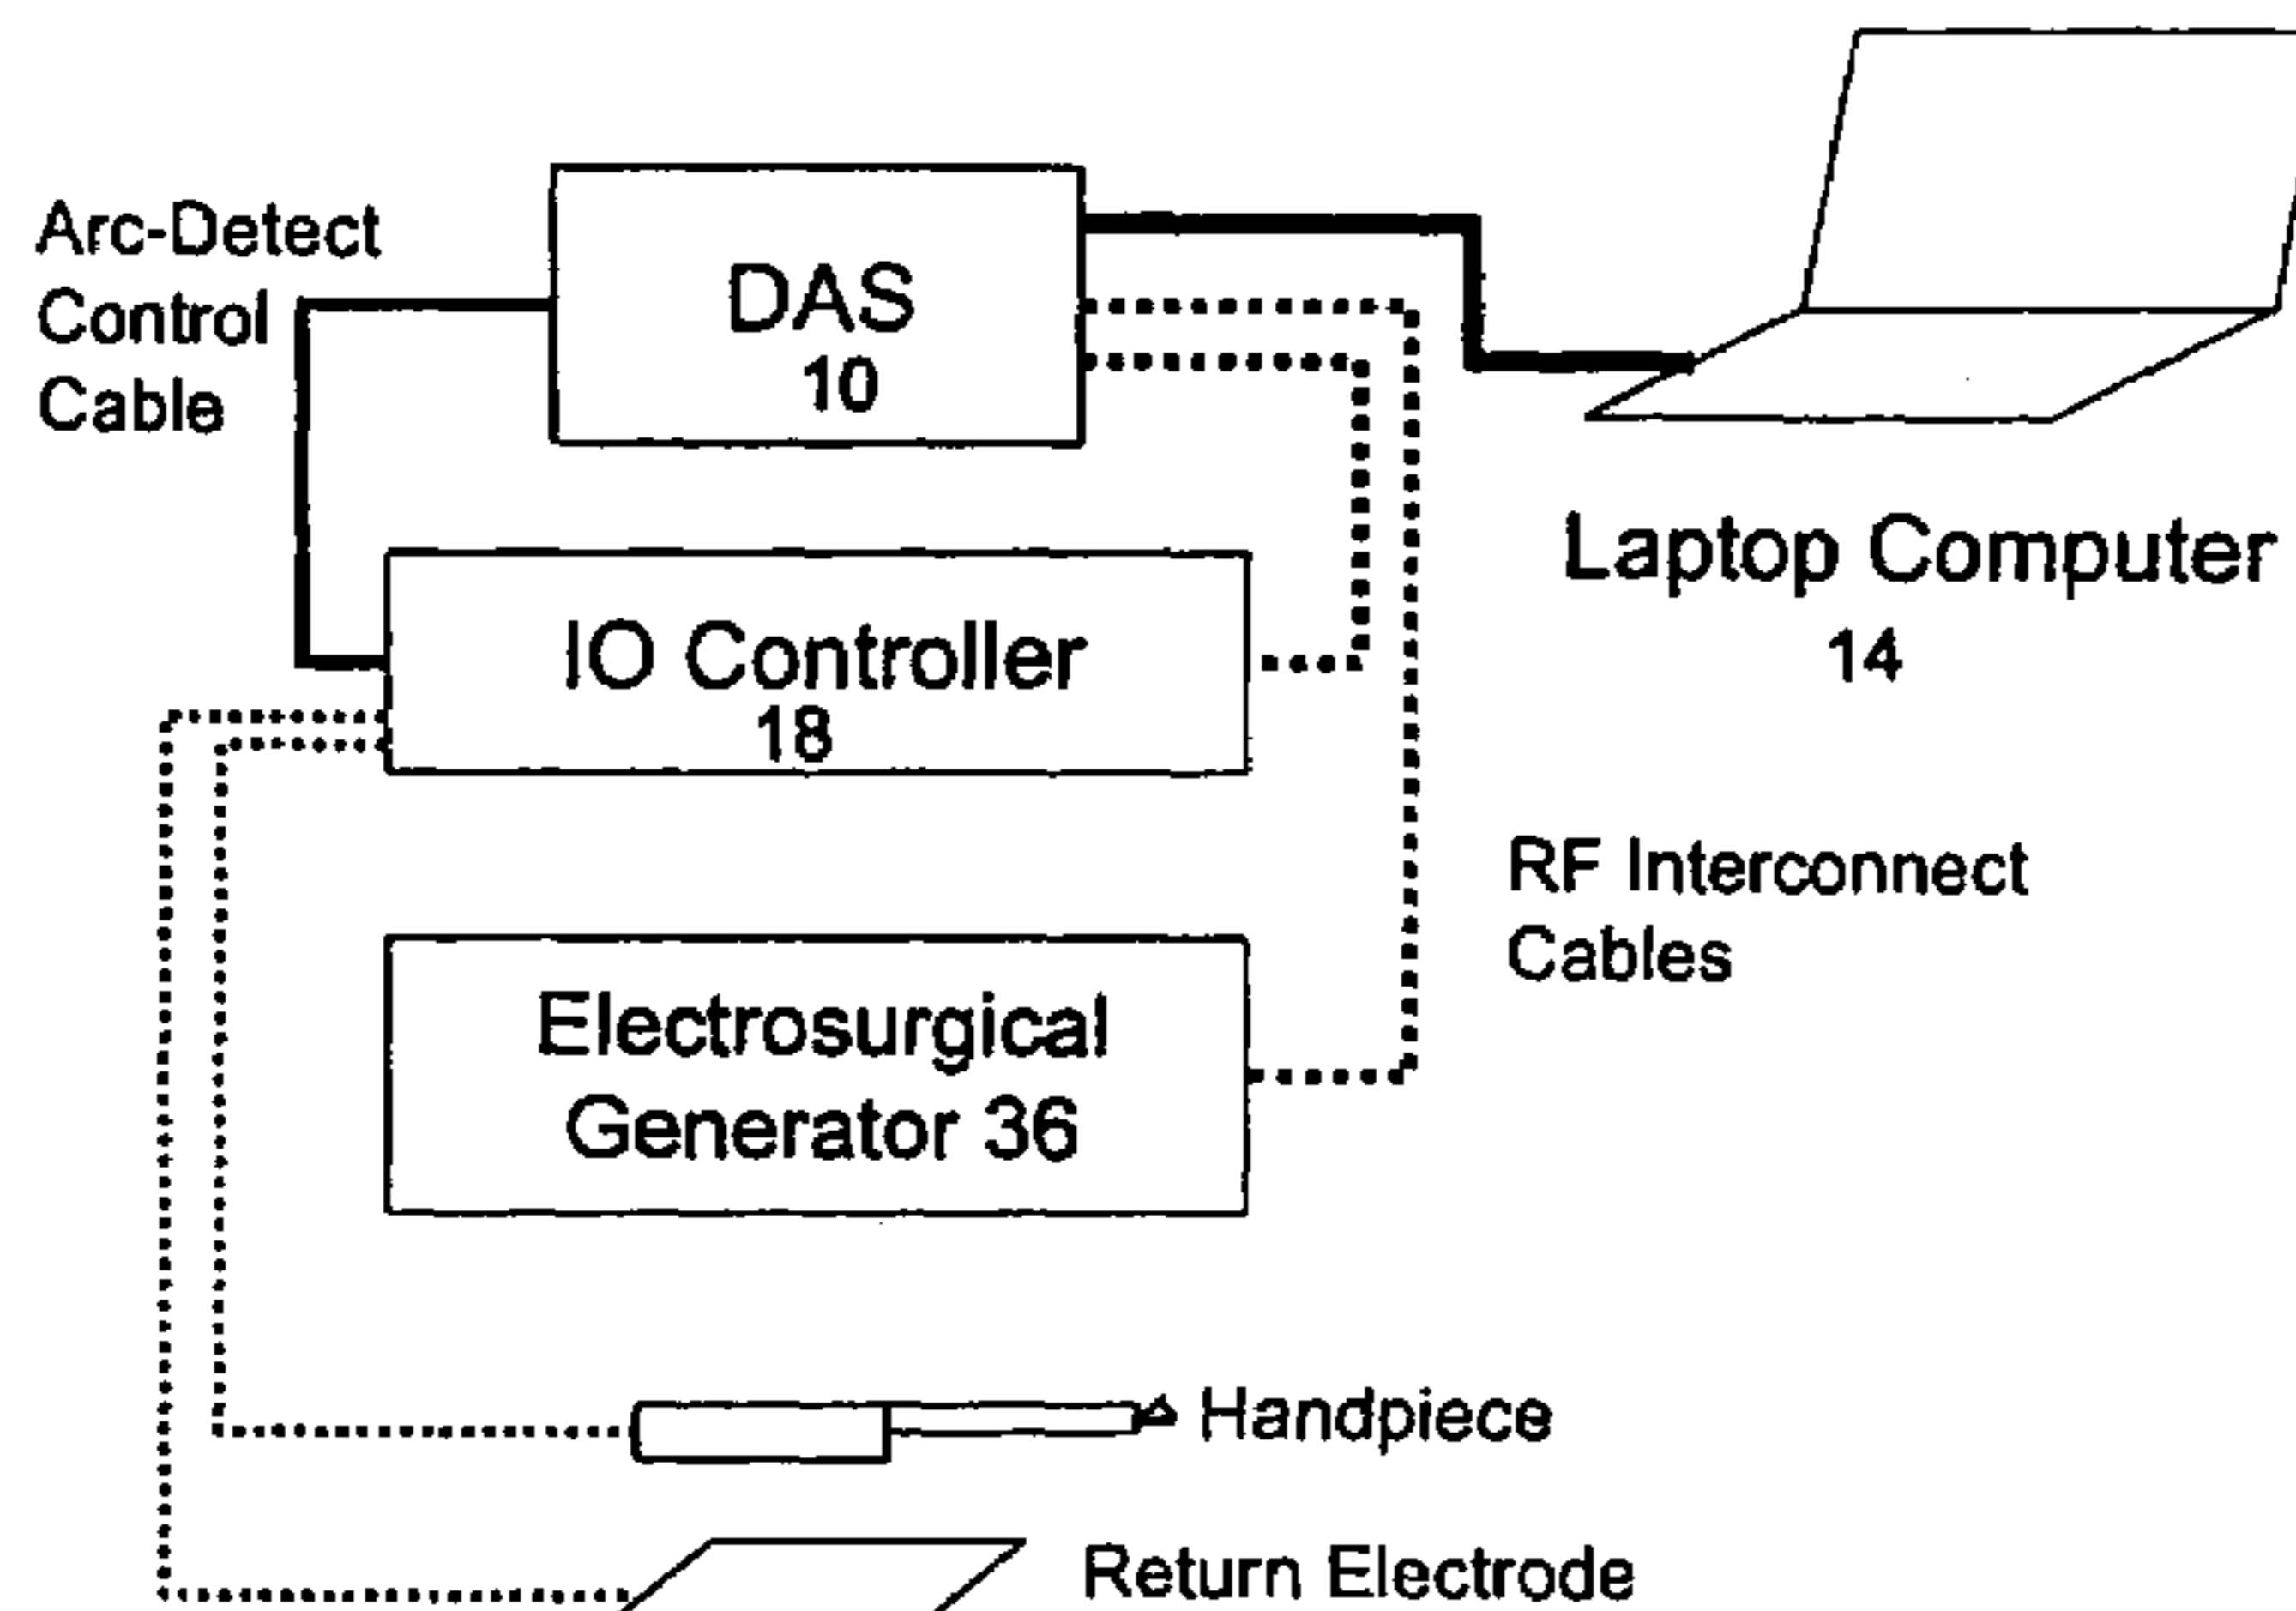 Arc-Detect
Control
Cable
DAS
10
Laptop Computer
14
IO Controller
18
RF Interconnect
Cables
Electrosurgical
Generator 36
Handpiece
Return Electrode